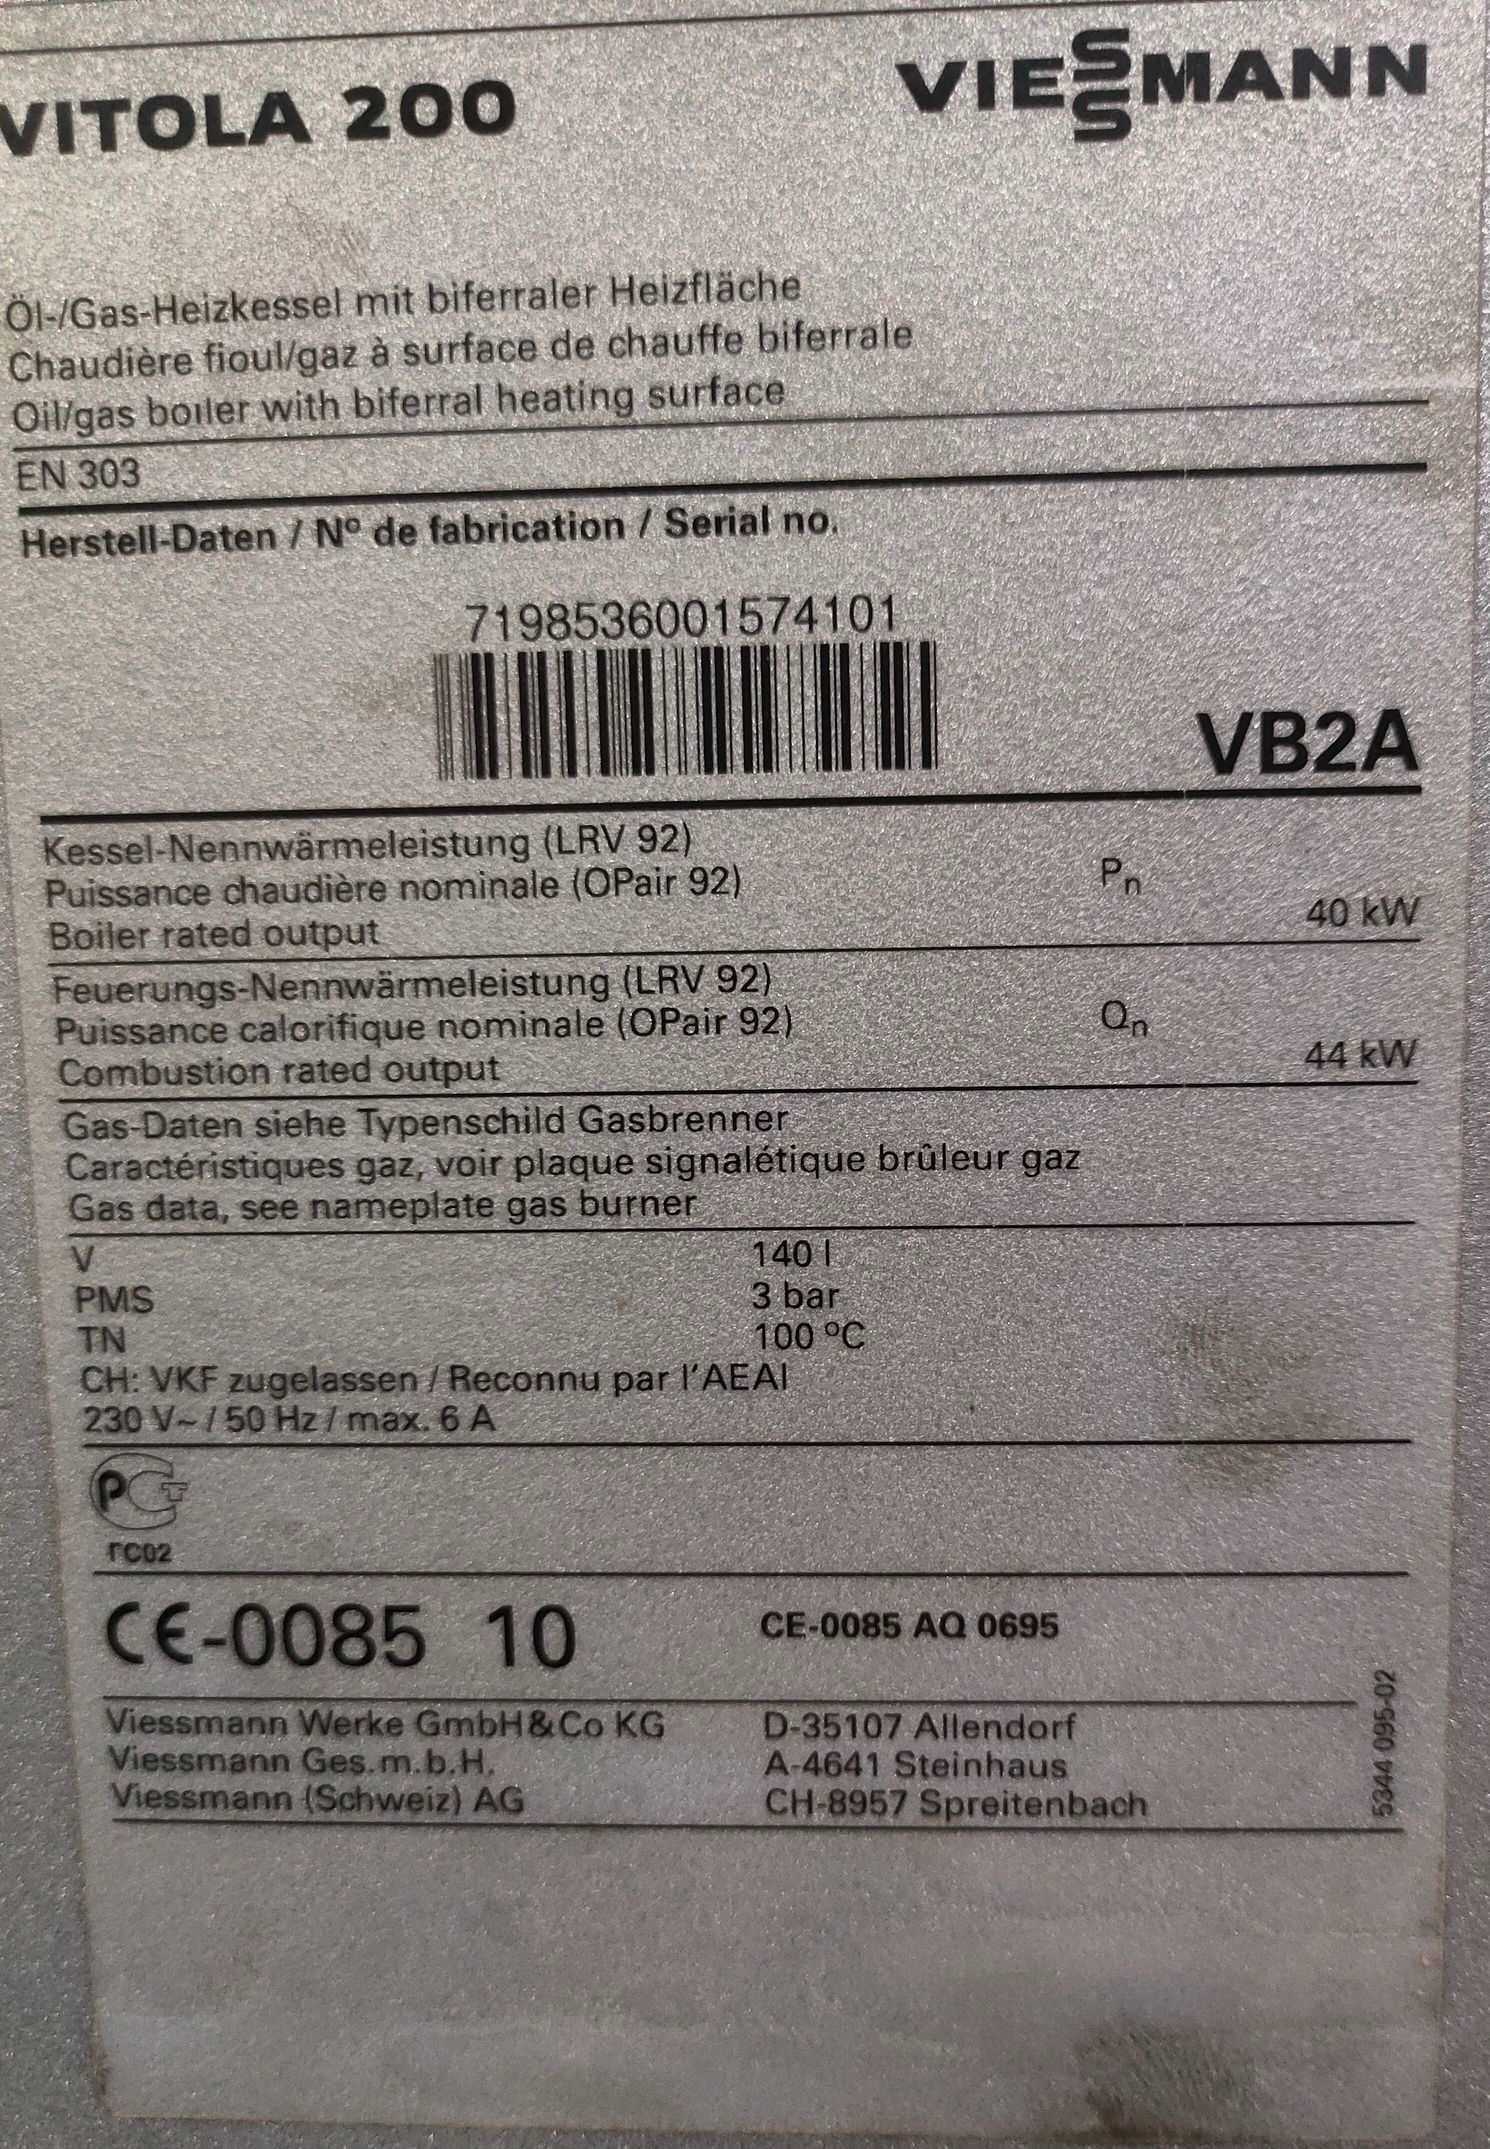 VITOLA 200
VIESSMANN
Öl-/Gas-Heizkessel mit biferraler Heizfläche
Chaudière fioul/gaz à surface de chauffe biferrale
Oil/gas boiler with biferral heating surface
EN 303
Herstell-Daten / Nº de fabrication / Serial no.
7198536001574101
VB2A
Kessel-Nennwärmeleistung (LRV 92)
Puissance chaudière nominale (OPair 92)
Boiler rated output
Pn
40 kW
Feuerungs-Nennwärmeleistung (LRV 92)
Puissance calorifique nominale (OPair 92)
Combustion rated output
Qn
44 kW
Gas-Daten siehe Typenschild Gasbrenner
Caractéristiques gaz, voir plaque signalétique brûleur gaz
Gas data, see nameplate gas burner
V 140 l
PMS 3 bar
TN 100 ºC
CH: VKF zugelassen / Reconnu par l'AEAI
230 V~ / 50 Hz / max. 6 A
РСТ
ГС02
CE-0085 10 CE-0085 AQ 0695
Viessmann Werke GmbH&Co KG D-35107 Allendorf
Viessmann Ges.m.b.H. A-4641 Steinhaus
Viessmann (Schweiz) AG CH-8957 Spreitenbach
5344 095-02